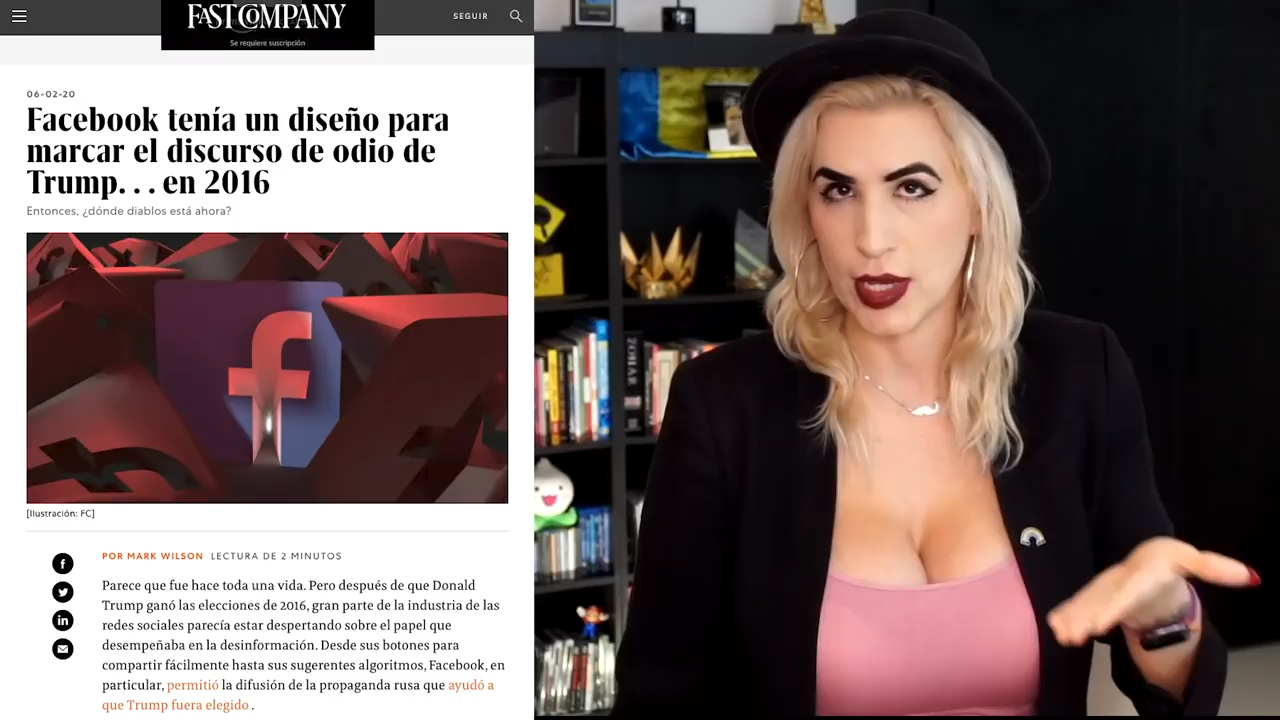 FAST COMPANY
SEGUIR
Se requiere suscripción
06-02-20
Facebook tenía un diseño para
marcar el discurso de odio de
Trump. . . en 2016
Entonces, ¿dónde diablos está ahora?
[Ilustración: FC]
POR MARK WILSON LECTURA DE 2 MINUTOS
Parece que fue hace toda una vida. Pero después de que Donald
Trump ganó las elecciones de 2016, gran parte de la industria de las
redes sociales parecía estar despertando sobre el papel que
desempeñaba en la desinformación. Desde sus botones para
compartir fácilmente hasta sus sugerentes algoritmos, Facebook, en
particular, permitió la difusión de la propaganda rusa que ayudó a
que Trump fuera elegido .
ZOHAR